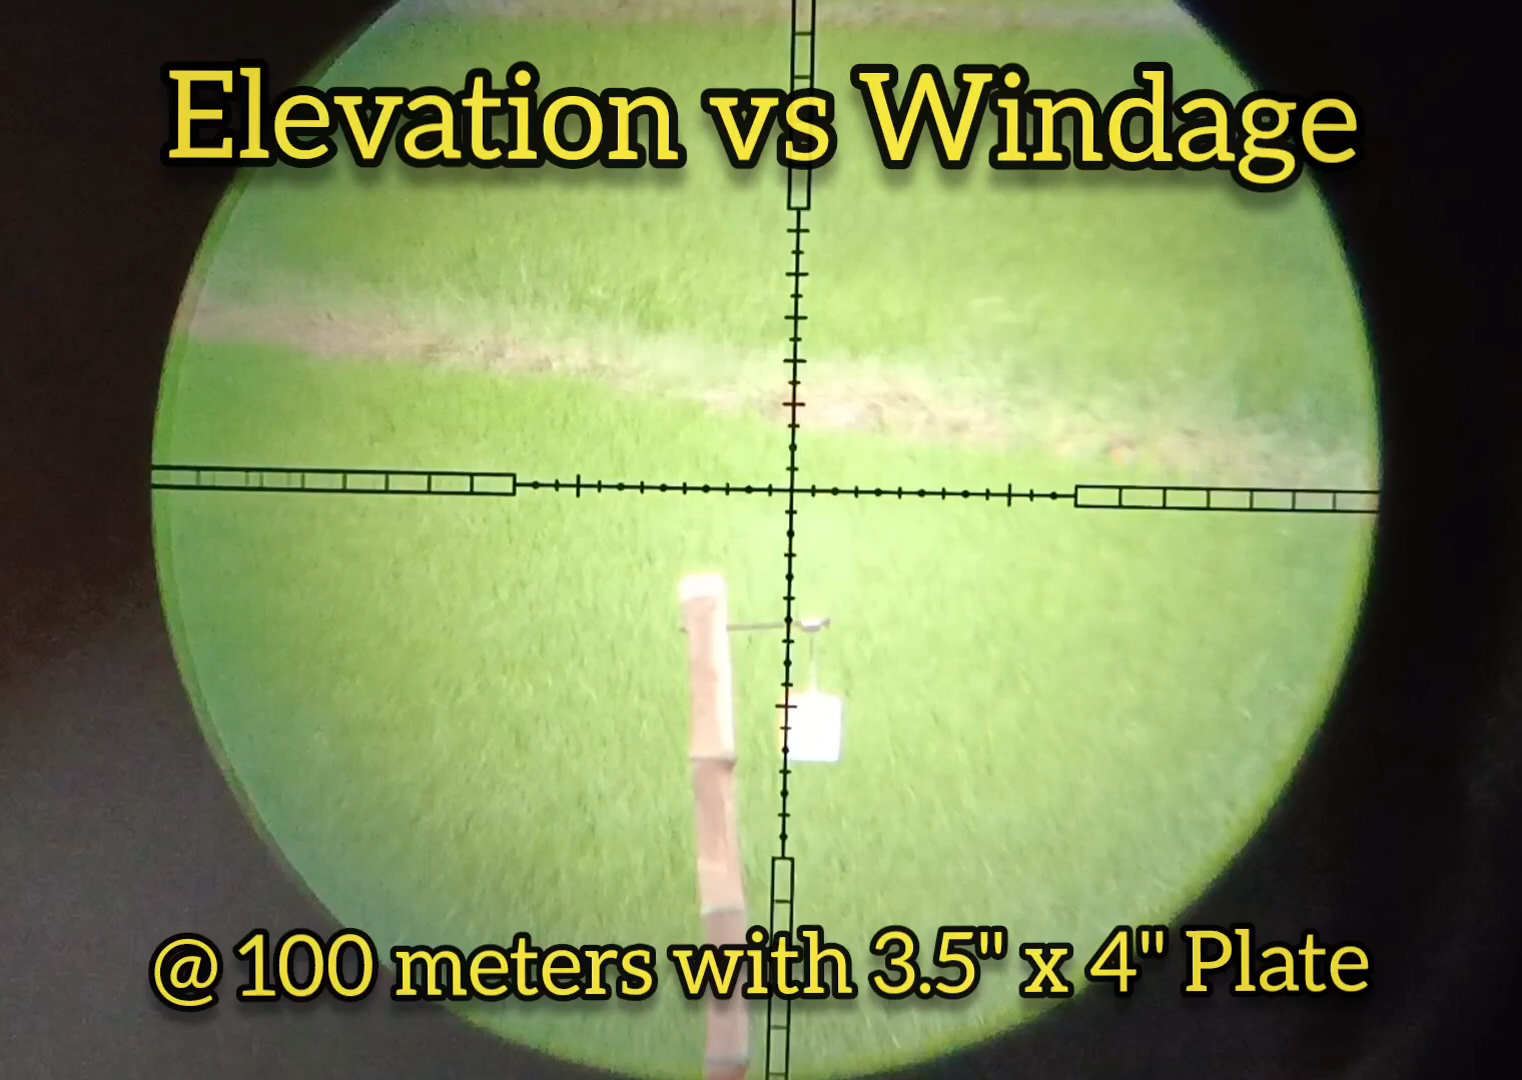 Elevation vs Windage
@ 100 meters with 3.5" x 4" Plate